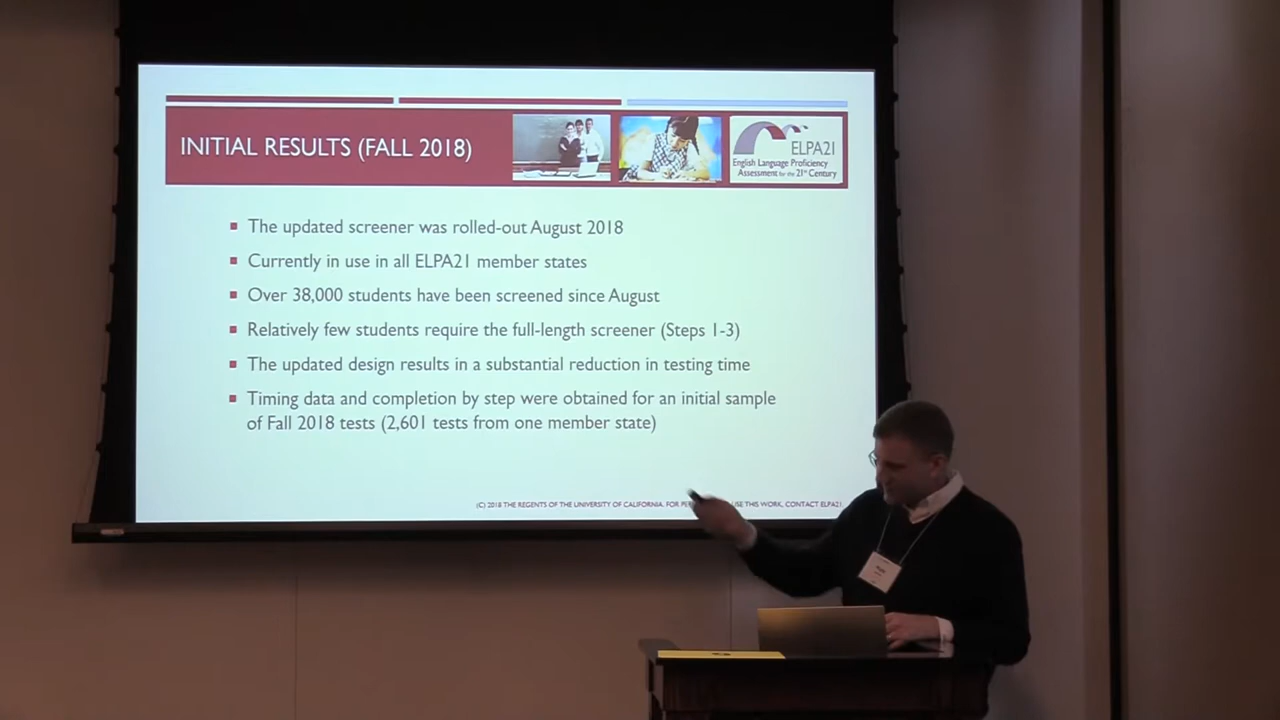 INITIAL RESULTS (FALL 2018)
ELPA21
English Language Proficiency
Assessment for the 21st Century
The updated screener was rolled-out August 2018
Currently in use in all ELPA21 member states
Over 38,000 students have been screened since August
Relatively few students require the full-length screener (Steps 1-3)
The updated design results in a substantial reduction in testing time
Timing data and completion by step were obtained for an initial sample
of Fall 2018 tests (2,601 tests from one member state)
(C) 2018 THE REGENTS OF THE UNIVERSITY OF CALIFORNIA. FOR USE THIS WORK, CONTACT ELPA21.